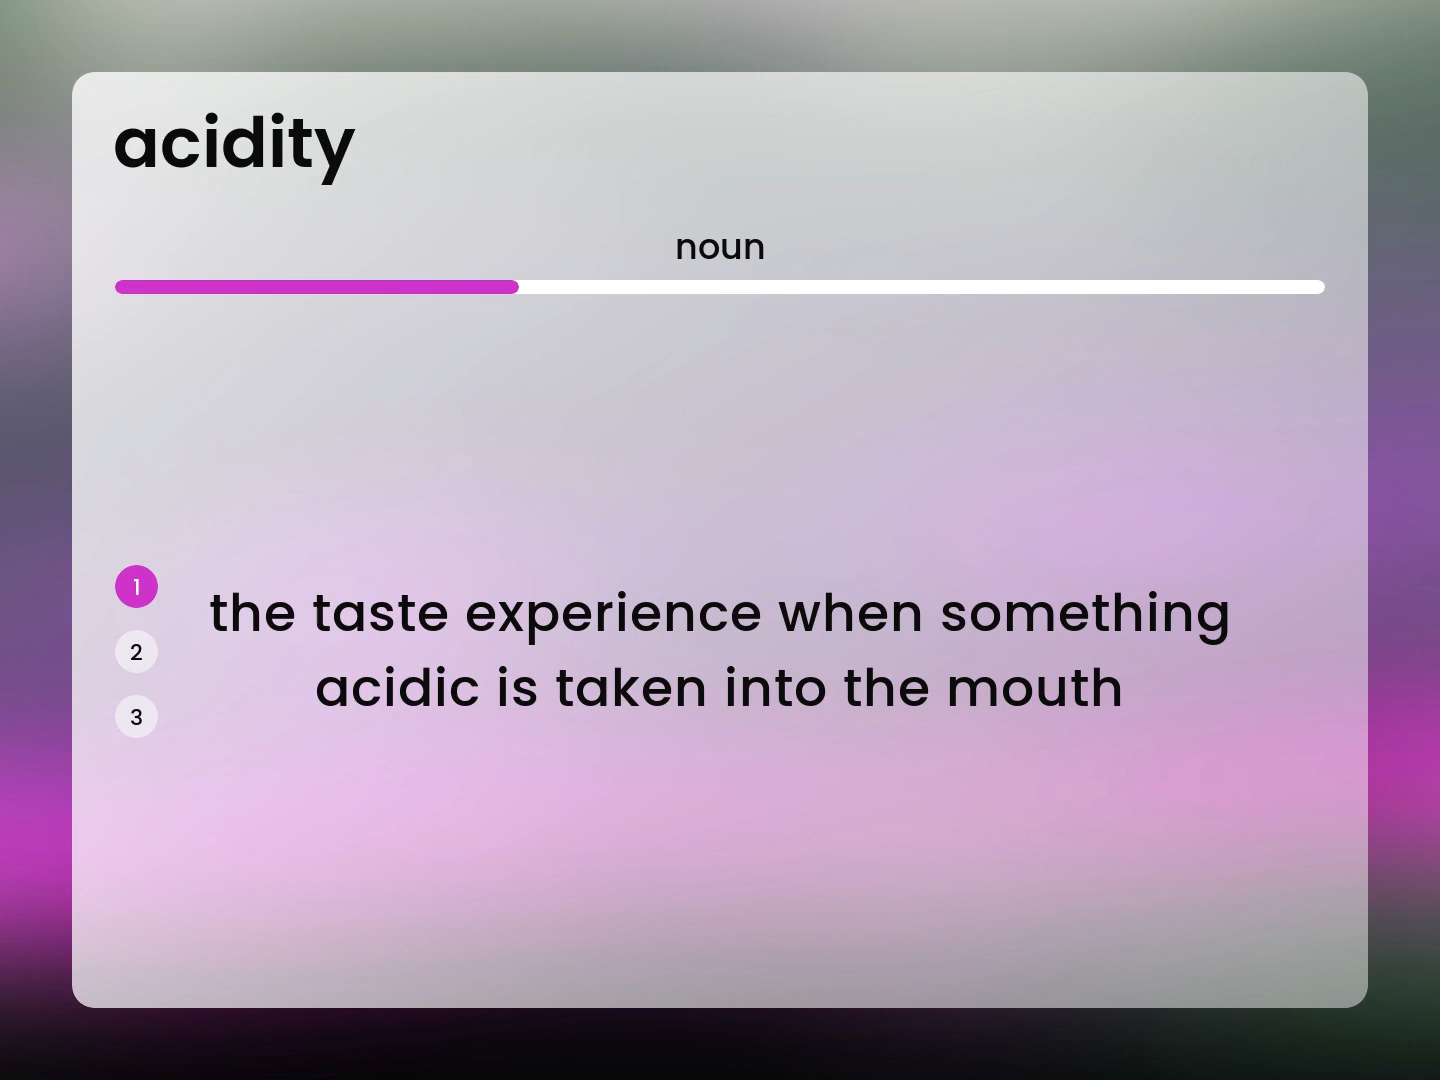 acidity
noun
1
2
3
the taste experience when something
acidic is taken into the mouth